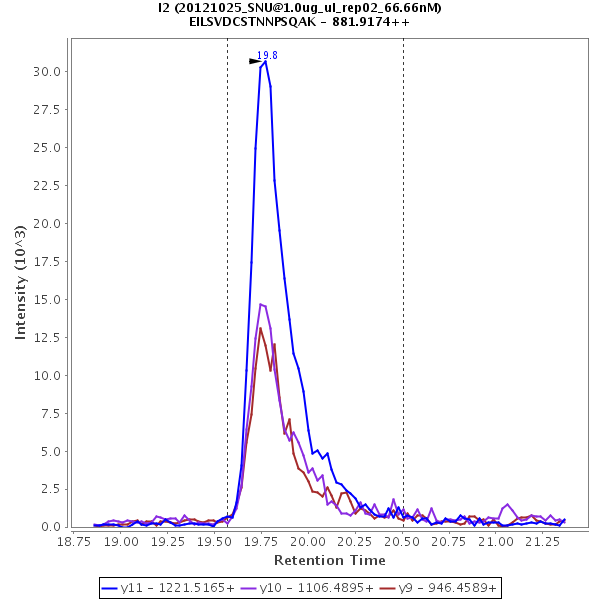 I2 (20121025_SNU@1.0ug_ul_rep02_66.66nM)
EILSVDCSTNNPSQAK - 881.9174++
19.8
Intensity (10^3)
30.0
27.5
25.0
22.5
20.0
17.5
15.0
12.5
10.0
7.5
5.0
2.5
0.0
18.75 19.00 19.25 19.50 19.75 20.00 20.25 20.50 20.75 21.00 21.25
Retention Time
y11 - 1221.5165+ y10 - 1106.4895+ y9 - 946.4589+